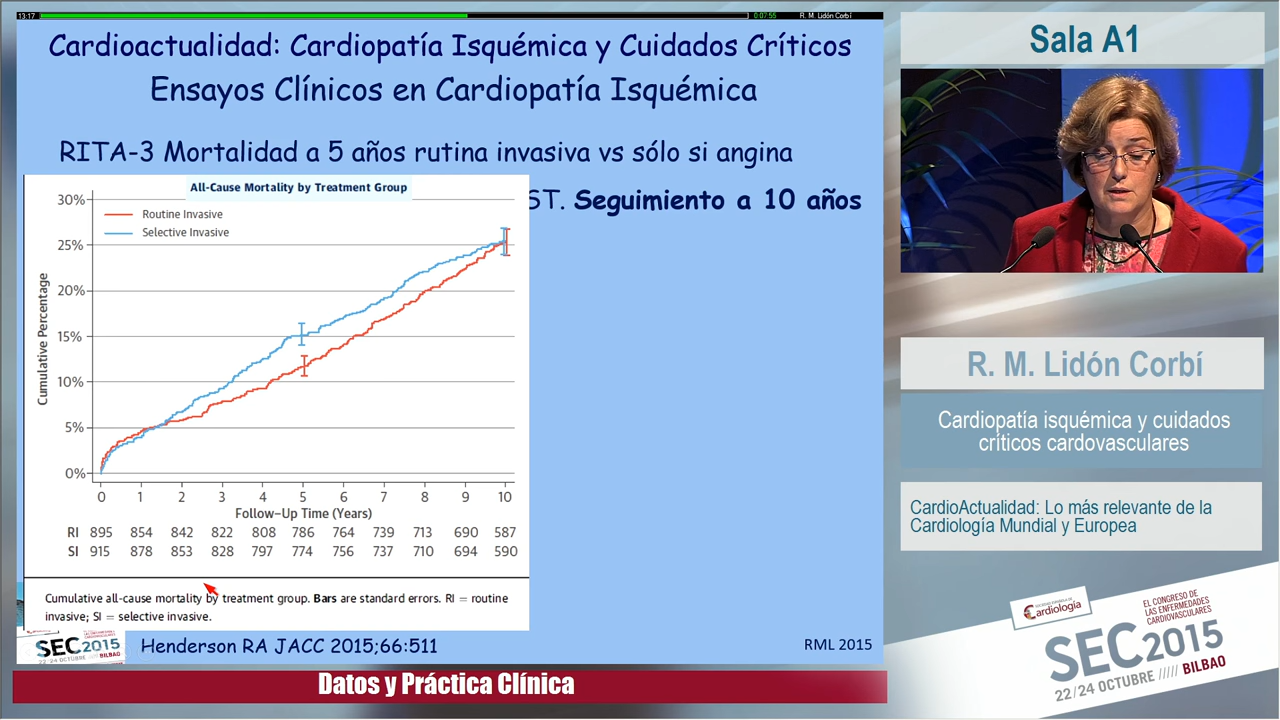 13:17
0:07:55
R. M. Lidón Corbí
Cardioactualidad: Cardiopatía Isquémica y Cuidados Críticos
Ensayos Clínicos en Cardiopatía Isquémica
RITA-3 Mortalidad a 5 años rutina invasiva vs sólo si angina
ST. Seguimiento a 10 años
All-Cause Mortality by Treatment Group
Routine Invasive
Selective Invasive
Cumulative Percentage
30%
25%
20%
15%
10%
5%
0%
0 1 2 3 4 5 6 7 8 9 10
Follow-Up Time (Years)
RI 895 854 842 822 808 786 764 739 713 690 587
SI 915 878 853 828 797 774 756 737 710 694 590
Cumulative all-cause mortality by treatment group. Bars are standard errors. RI = routine
invasive; SI = selective invasive.
SEC2015
22/24 OCTUBRE //// BILBAO
Henderson RA JACC 2015;66:511
RML 2015
Datos y Práctica Clínica
Sala A1
R. M. Lidón Corbí
Cardiopatía isquémica y cuidados
críticos cardovasculares
CardioActualidad: Lo más relevante de la
Cardiología Mundial y Europea
SOCIEDAD ESPAÑOLA DE
Cardiología
EL CONGRESO DE
LAS ENFERMEDADES
CARDIOVASCULARES
SEC2015
22/24 OCTUBRE ///// BILBAO